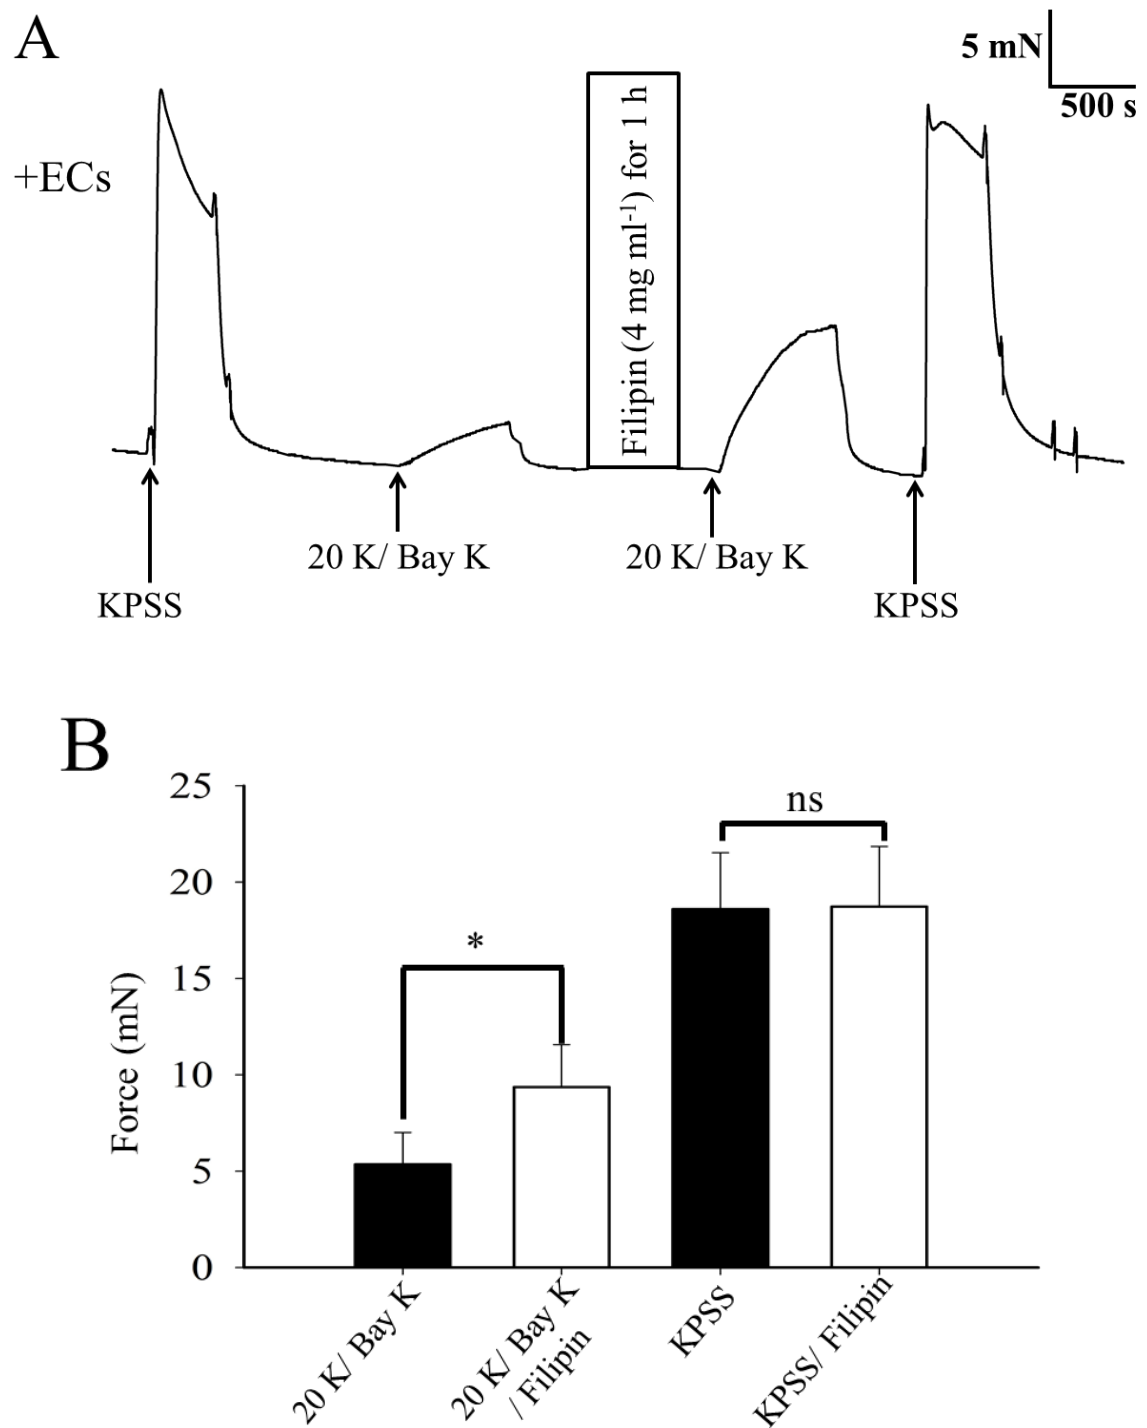 A
5 mN
500 s
+ECs
Filipin (4 mg ml⁻¹) for 1 h
20 K/ Bay K
20 K/ Bay K
KPSS
KPSS
B
25
20
15
10
5
0
Force (mN)
*
ns
20 K/ Bay K
20 K/ Bay K
/ Filipin
KPSS
KPSS/ Filipin